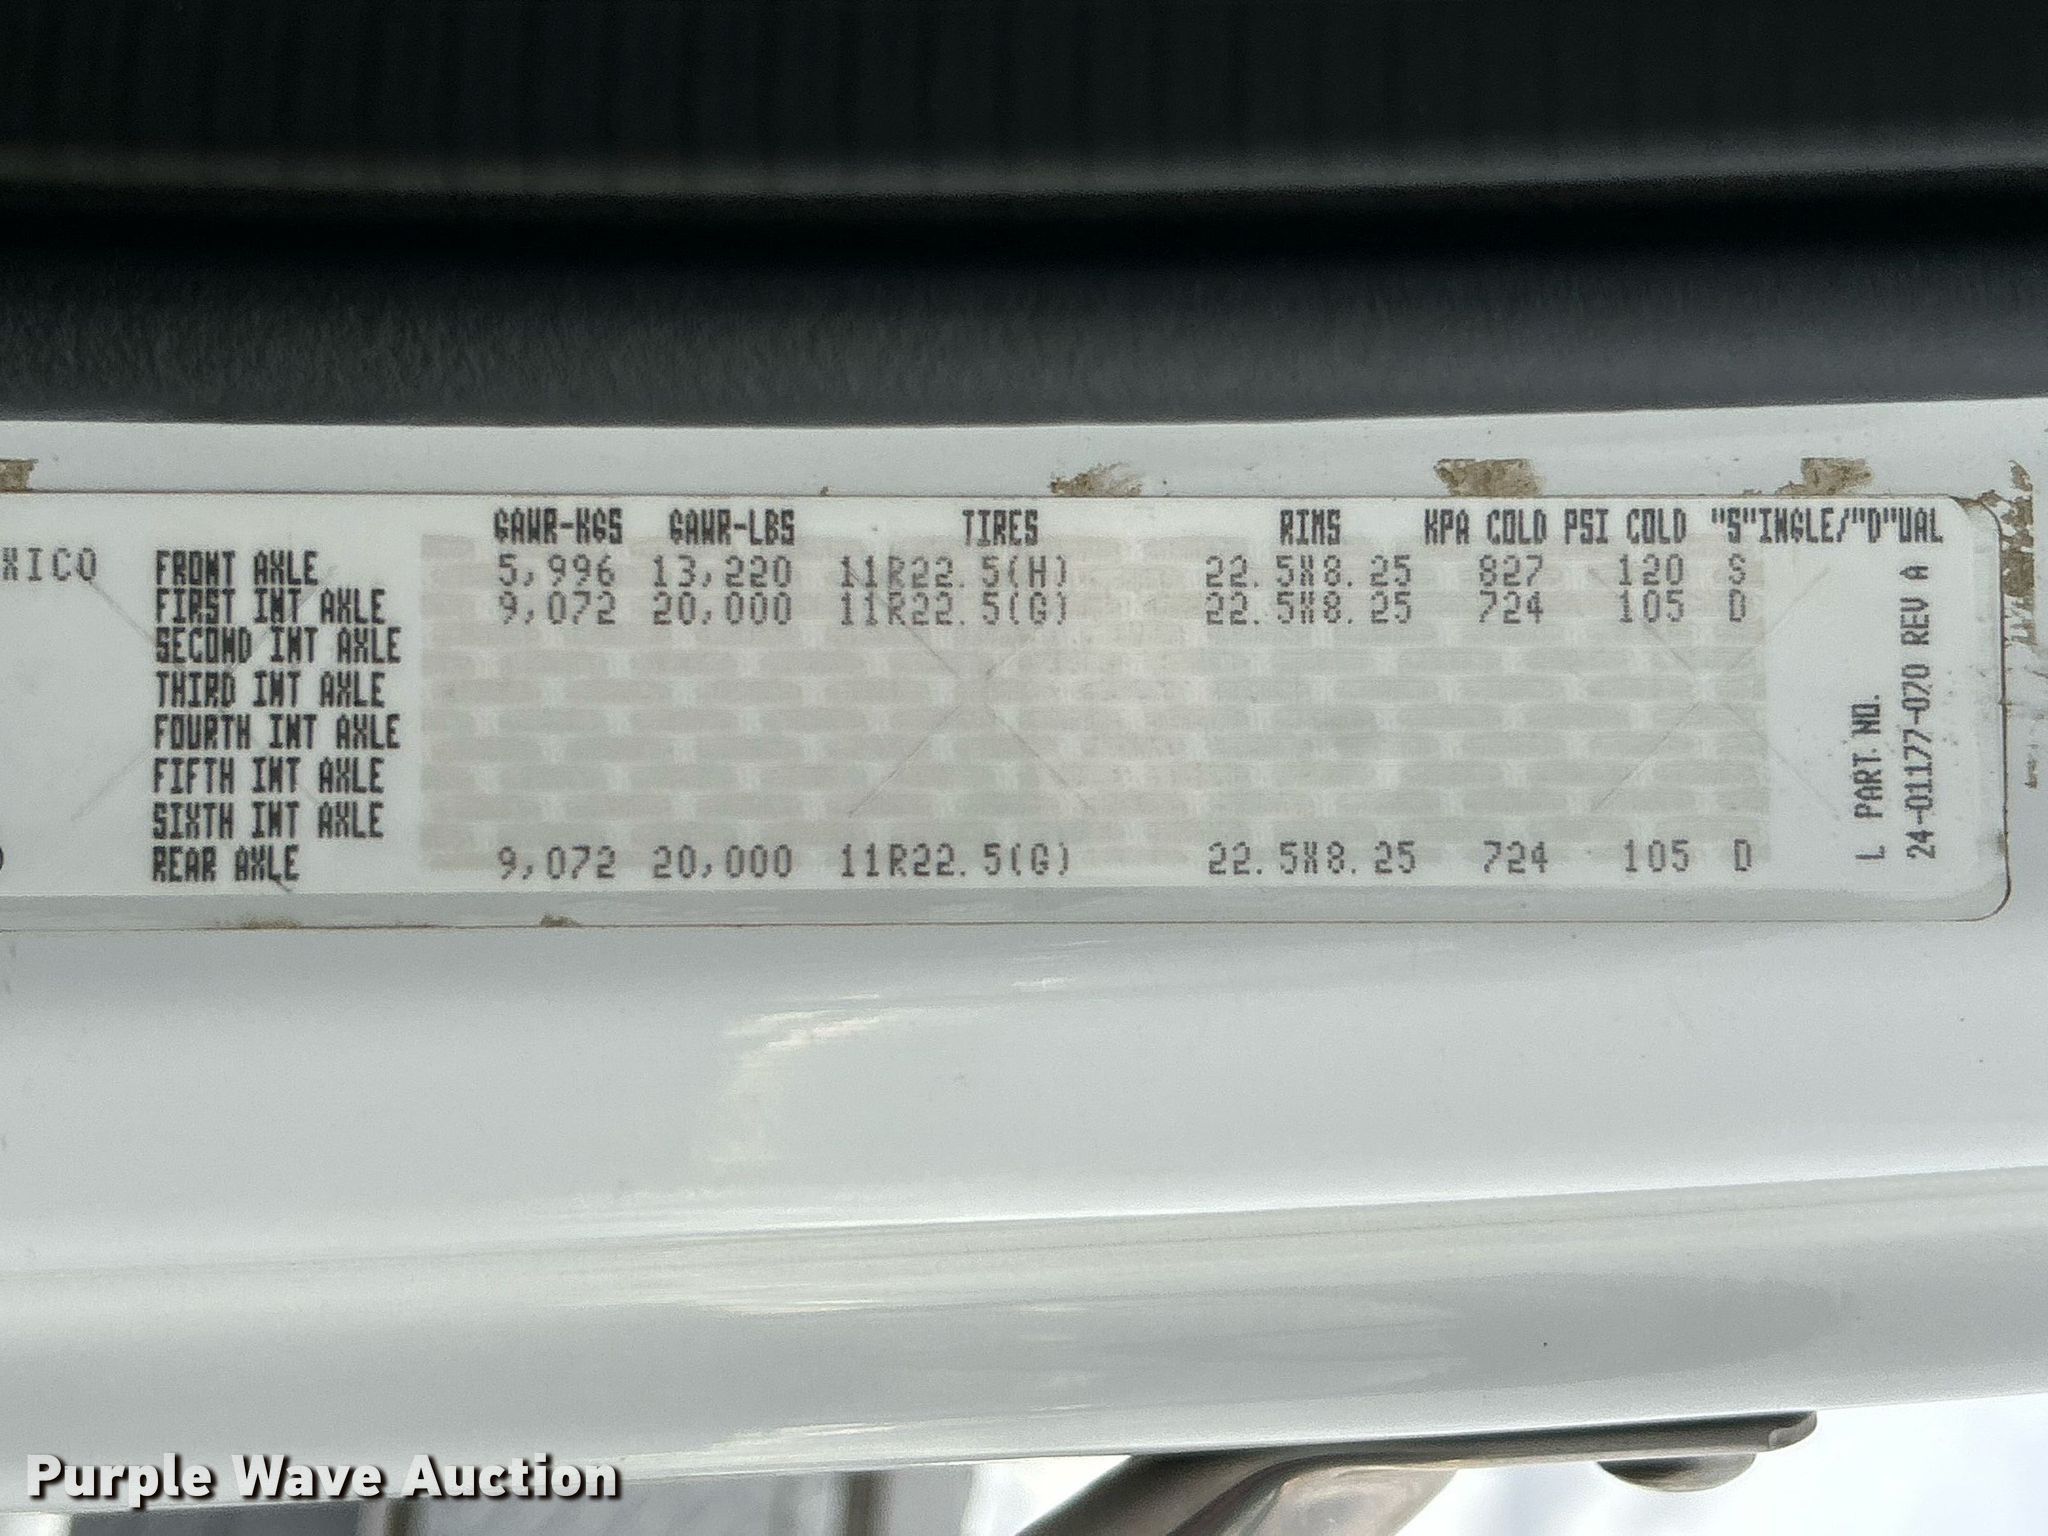 GAWR-KGS GAWR-LBS TIRES RIMS KPA COLD PSI COLD "S"INGLE/"D"UAL
XICO
FRONT AXLE 5,996 13,220 11R22.5(H) 22.5X8.25 827 120 S
FIRST INT AXLE 9,072 20,000 11R22.5(G) 22.5X8.25 724 105 D
SECOND INT AXLE
THIRD INT AXLE
FOURTH INT AXLE
FIFTH INT AXLE
SIXTH INT AXLE
REAR AXLE 9,072 20,000 11R22.5(G) 22.5X8.25 724 105 D
L PART NO.
24-01177-020 REV A
Purple Wave Auction